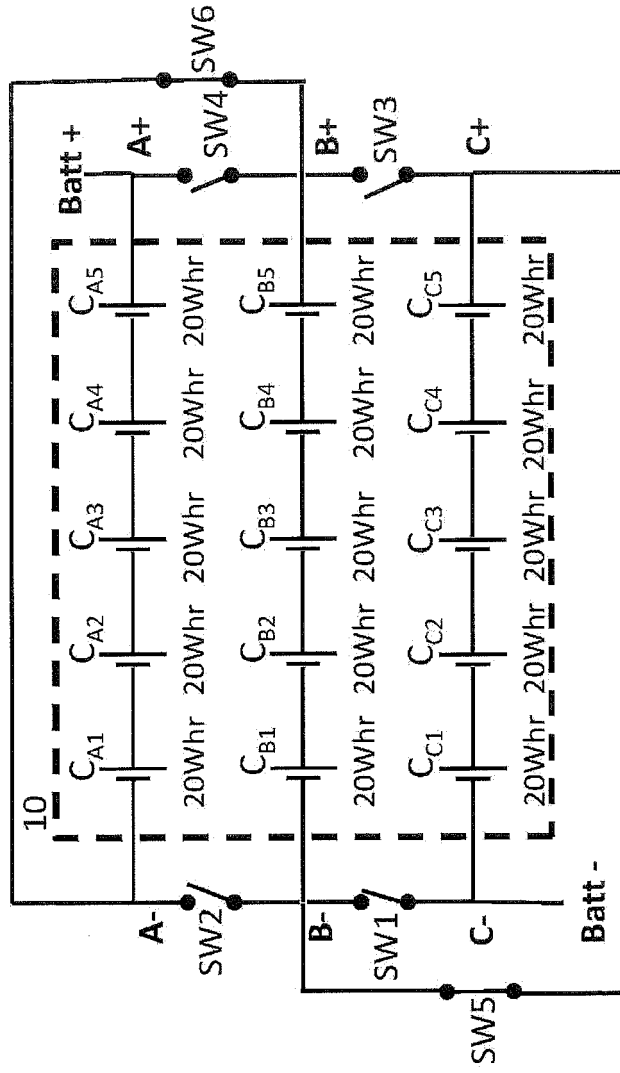 10
Batt +
C_A1 C_A2 C_A3 C_A4 C_A5
A- A+
20Whr 20Whr 20Whr 20Whr 20Whr
SW2 SW4 SW6
C_B1 C_B2 C_B3 C_B4 C_B5
B- B+
20Whr 20Whr 20Whr 20Whr 20Whr
SW1 SW3
C_C1 C_C2 C_C3 C_C4 C_C5
SW5 C- C+
20Whr 20Whr 20Whr 20Whr 20Whr
Batt -